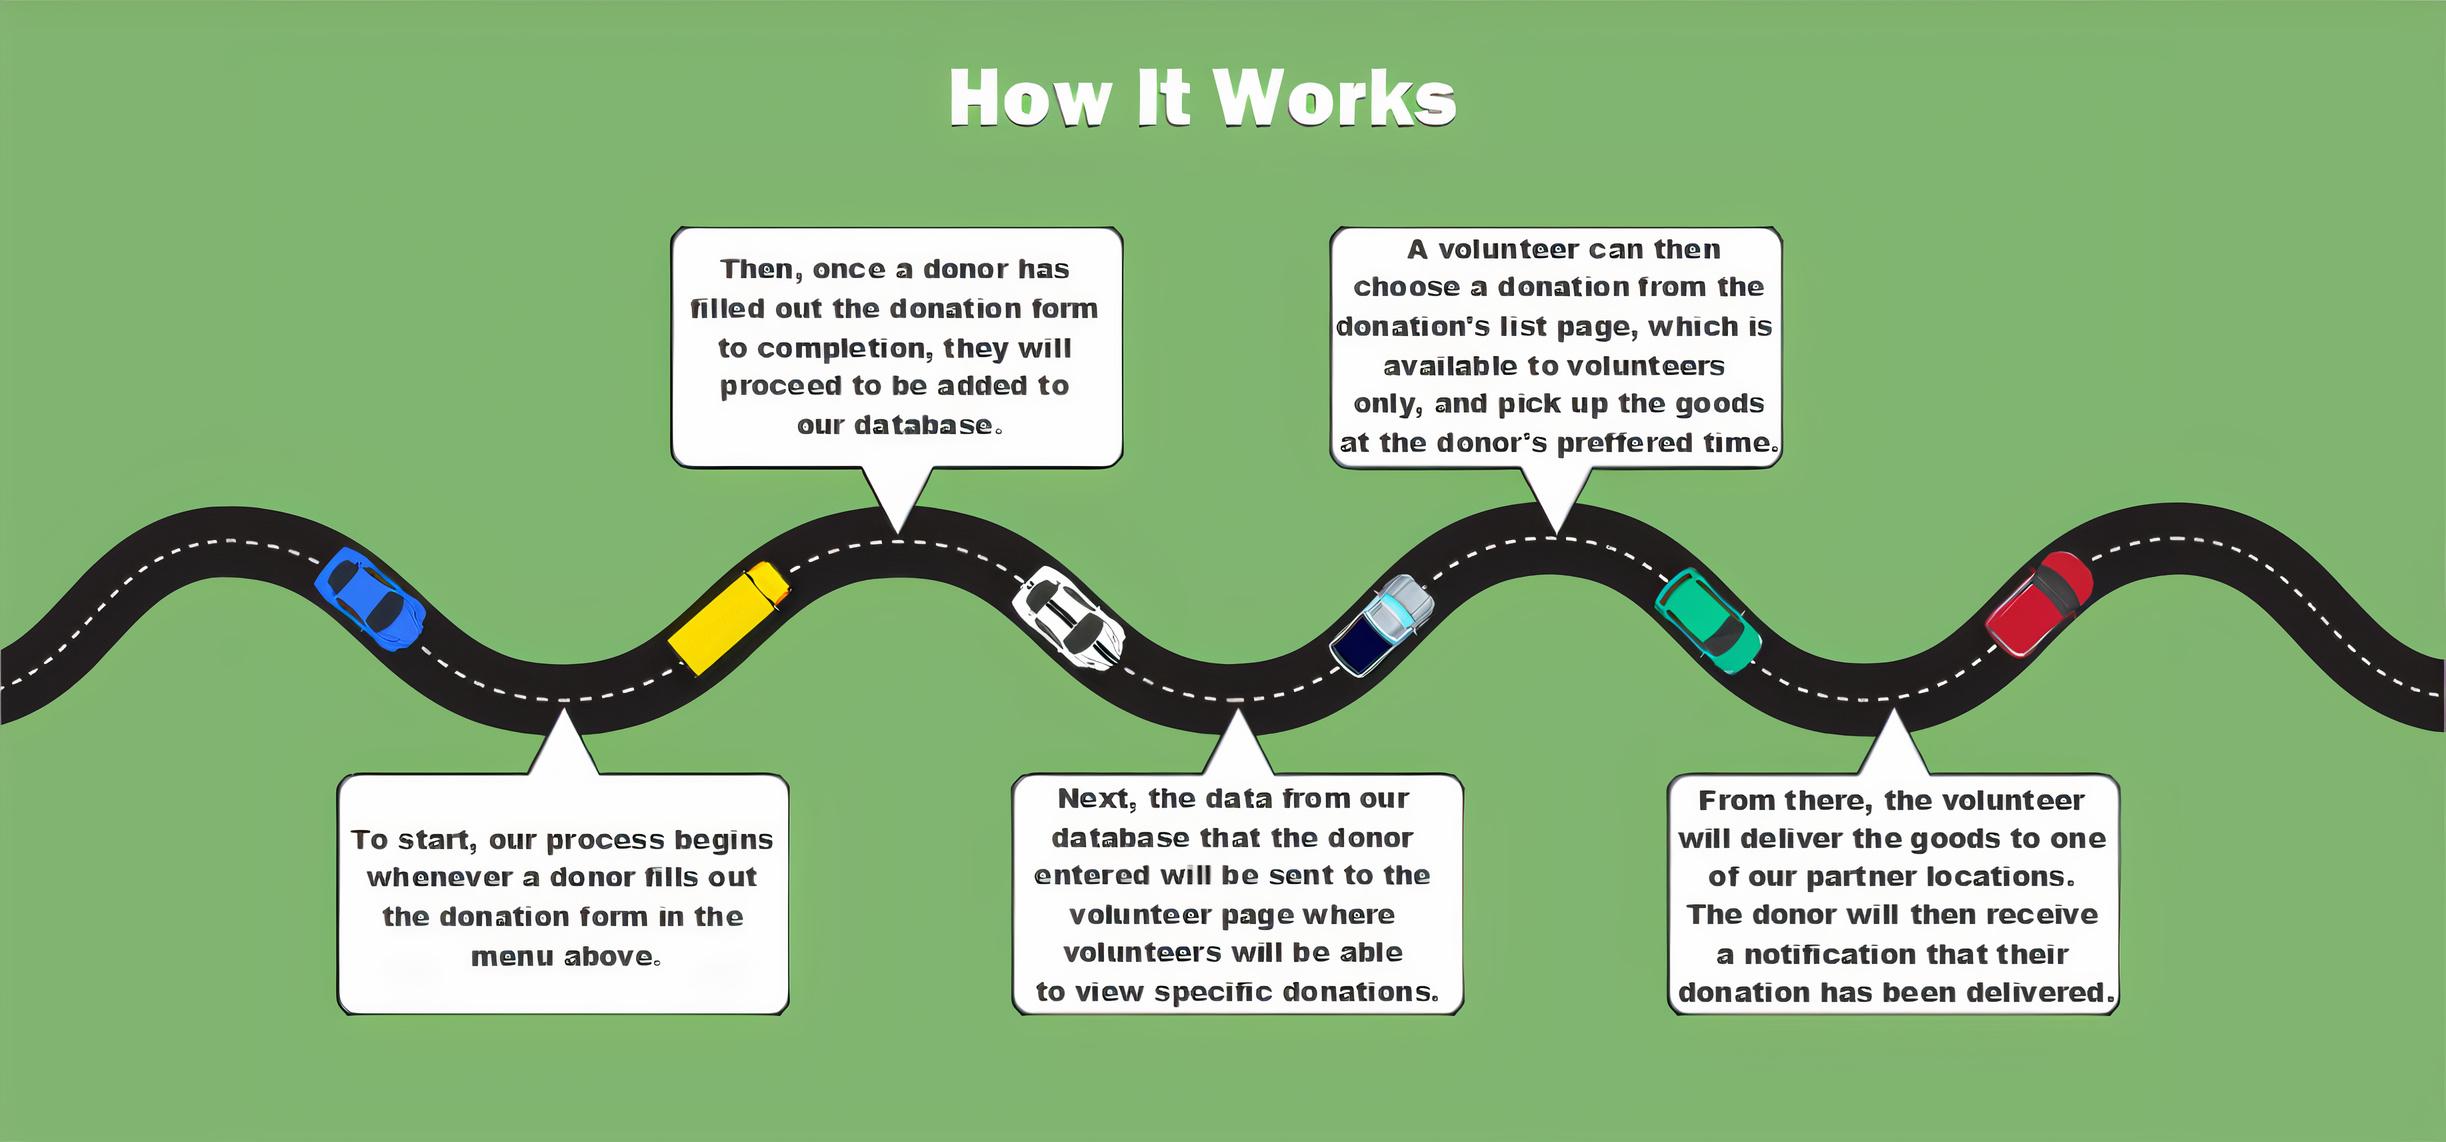 How It Works
To start, our process begins
whenever a donor fills out
the donation form in the
menu above.
Then, once a donor has
filled out the donation form
to completion, they will
proceed to be added to
our database.
Next, the data from our
database that the donor
entered will be sent to the
volunteer page where
volunteers will be able
to view specific donations.
A volunteer can then
choose a donation from the
donation's list page, which is
available to volunteers
only, and pick up the goods
at the donor's preffered time.
From there, the volunteer
will deliver the goods to one
of our partner locations.
The donor will then receive
a notification that their
donation has been delivered.